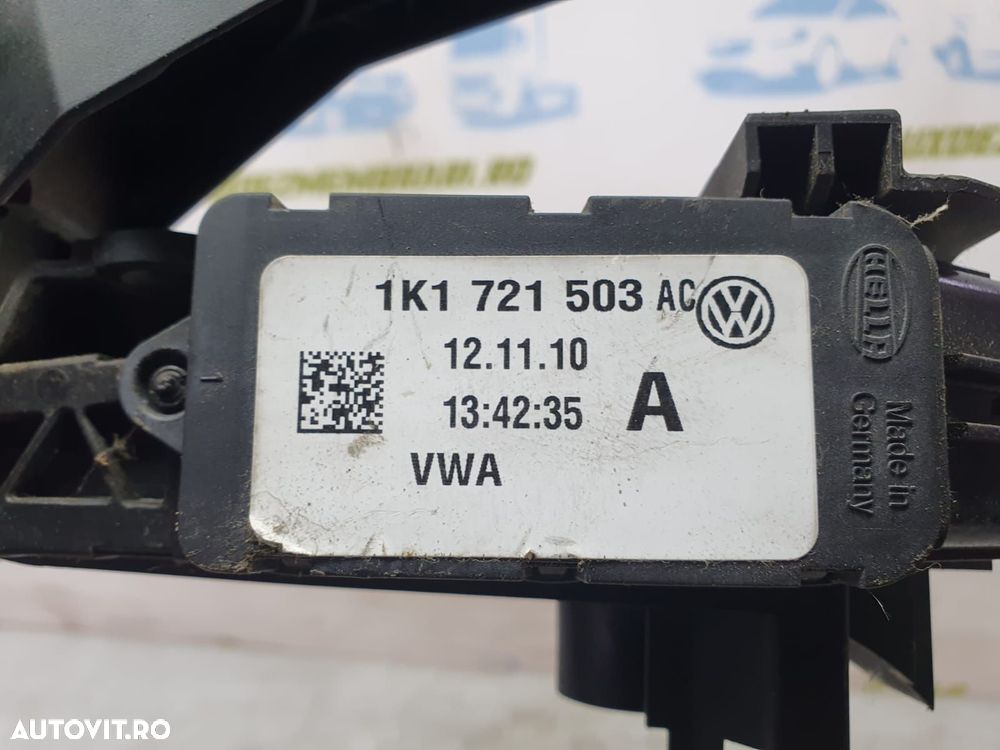 1K1 721 503 AC
12.11.10
13:42:35
A
VWA
HELLA
Made in
Germany
AUTOVIT.RO